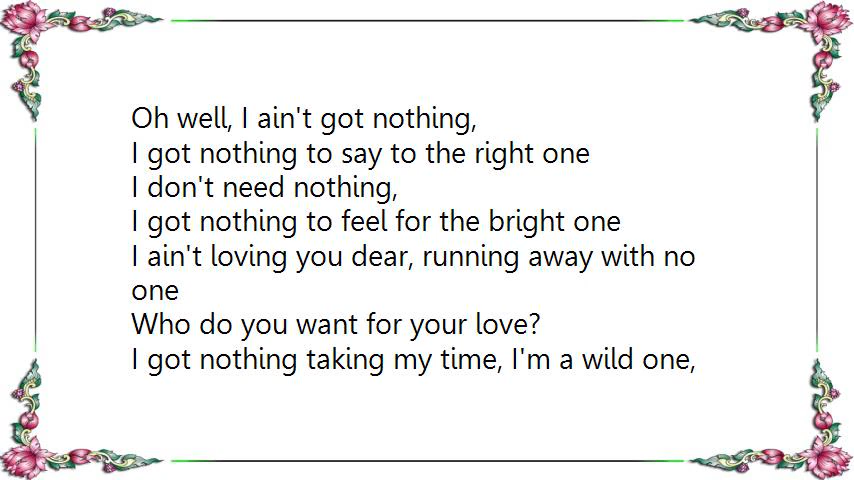 Oh well, I ain't got nothing,
I got nothing to say to the right one
I don't need nothing,
I got nothing to feel for the bright one
I ain't loving you dear, running away with no
one
Who do you want for your love?
I got nothing taking my time, I'm a wild one,